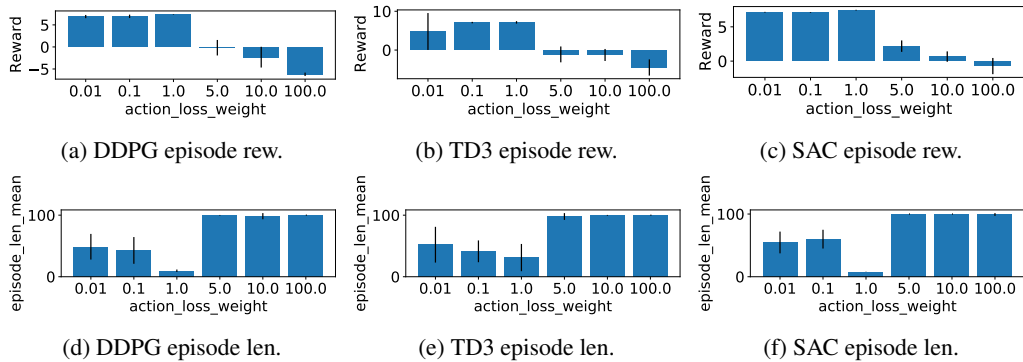 Reward
5
0
−5
0.01 0.1 1.0 5.0 10.0 100.0
action_loss_weight
(a) DDPG episode rew.
Reward
10
0
0.01 0.1 1.0 5.0 10.0 100.0
action_loss_weight
(b) TD3 episode rew.
Reward
5
0
0.01 0.1 1.0 5.0 10.0 100.0
action_loss_weight
(c) SAC episode rew.
episode_len_mean
100
0
0.01 0.1 1.0 5.0 10.0 100.0
action_loss_weight
(d) DDPG episode len.
episode_len_mean
100
0
0.01 0.1 1.0 5.0 10.0 100.0
action_loss_weight
(e) TD3 episode len.
episode_len_mean
100
0
0.01 0.1 1.0 5.0 10.0 100.0
action_loss_weight
(f) SAC episode len.